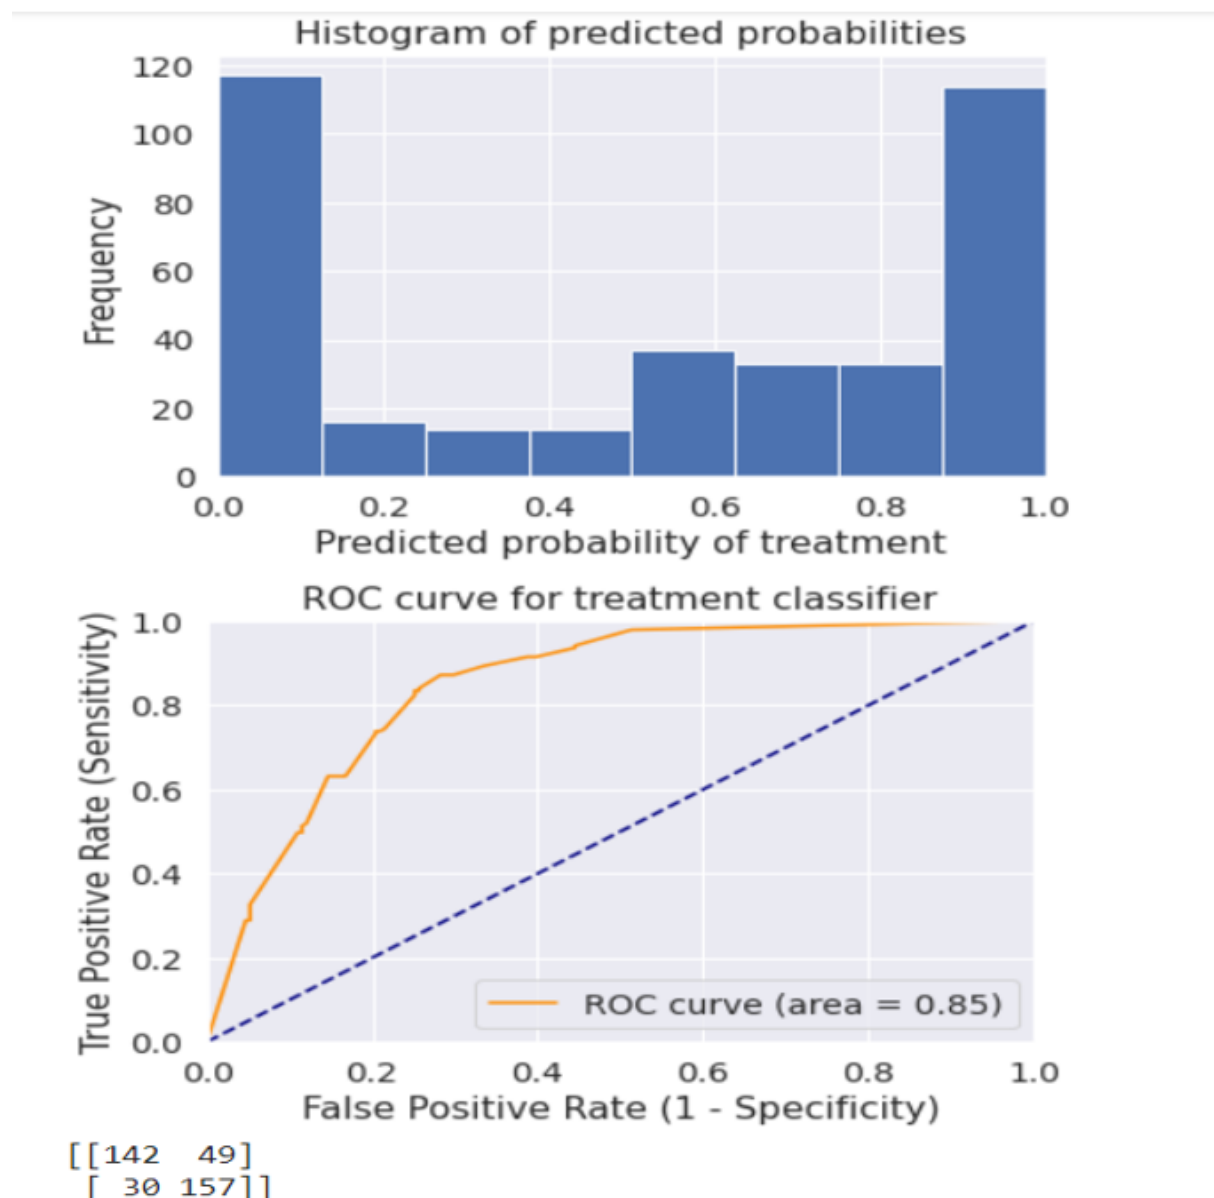 Histogram of predicted probabilities
120
100
80
60
40
20
0
Frequency
0.0 0.2 0.4 0.6 0.8 1.0
Predicted probability of treatment
ROC curve for treatment classifier
1.0
0.8
0.6
0.4
0.2
0.0
True Positive Rate (Sensitivity)
ROC curve (area = 0.85)
0.0 0.2 0.4 0.6 0.8 1.0
False Positive Rate (1 - Specificity)
[[142 49]
[ 30 157]]